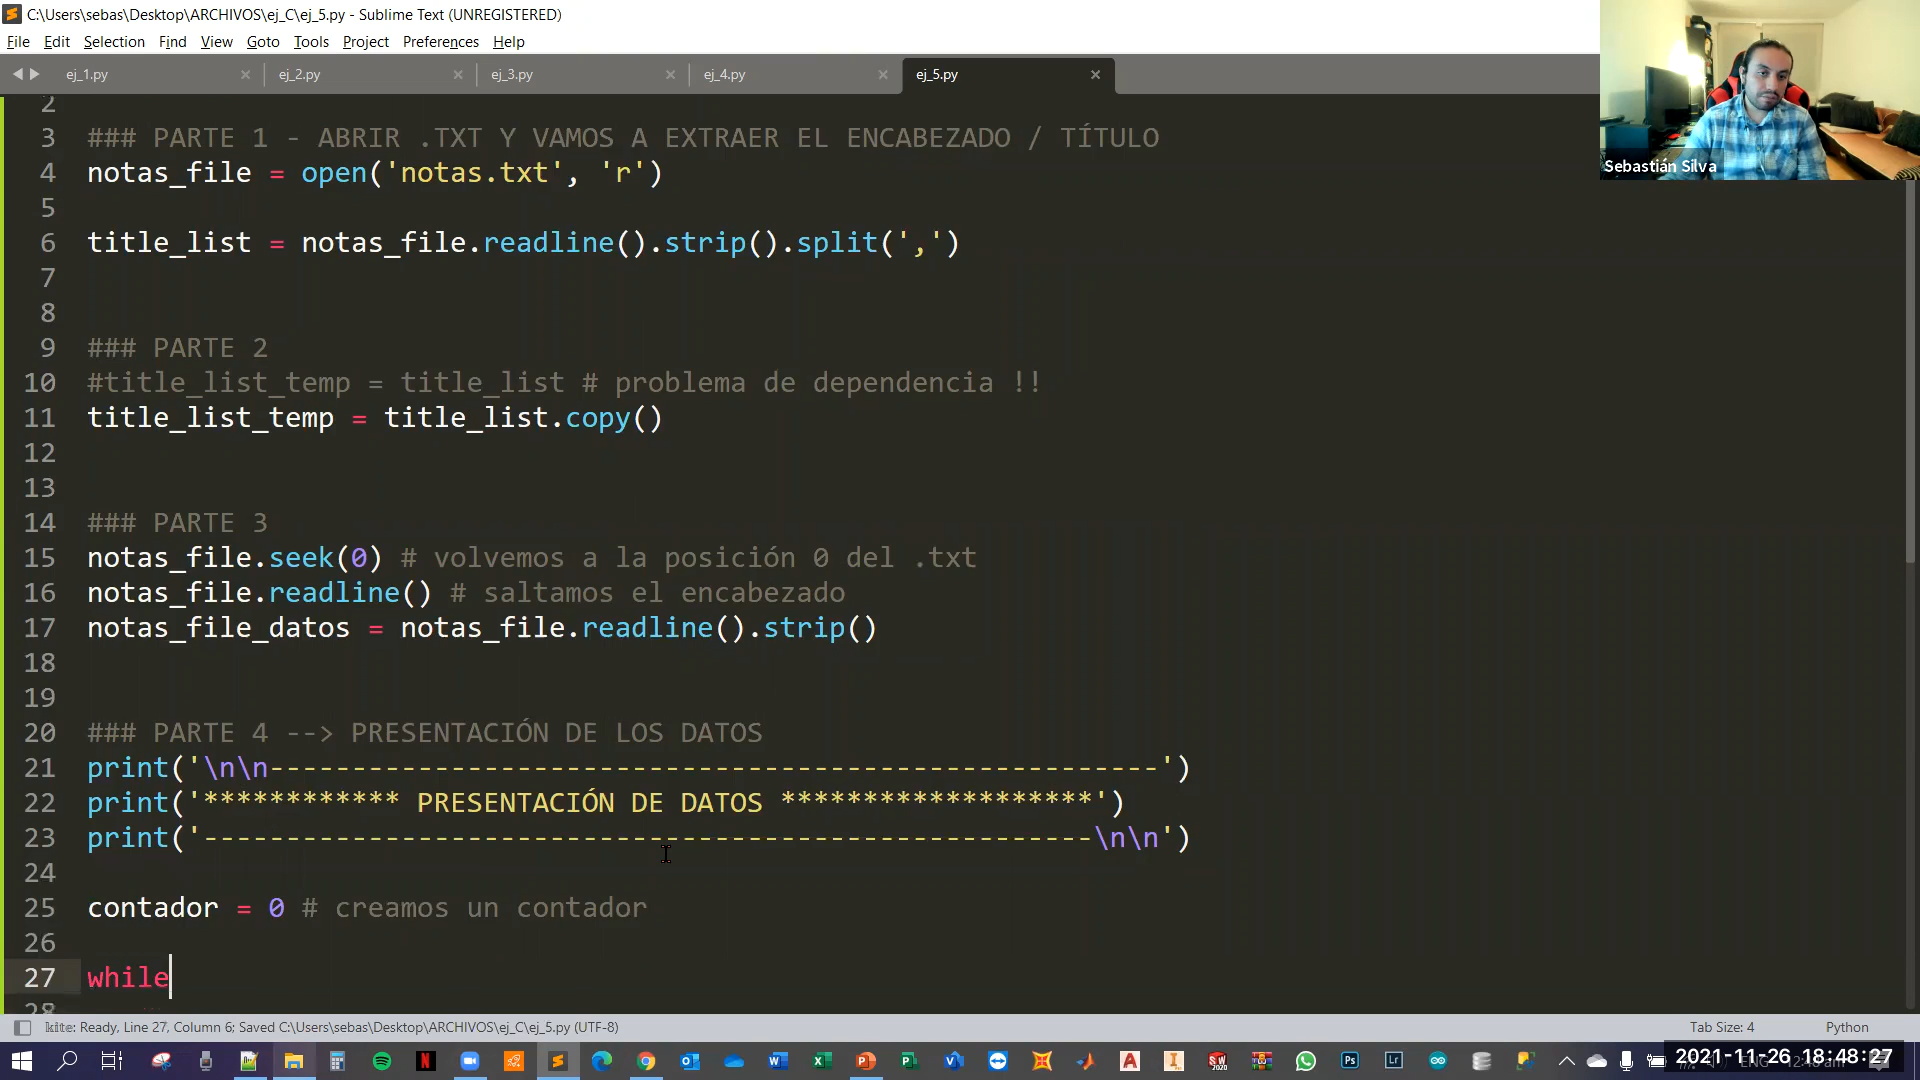 C:\Users\sebas\Desktop\ARCHIVOS\ej_C\ej_5.py - Sublime Text (UNREGISTERED)
File Edit Selection Find View Goto Tools Project Preferences Help
ej_1.py ej_2.py ej_3.py ej_4.py ej_5.py
Sebastián Silva
2
3 ### PARTE 1 - ABRIR .TXT Y VAMOS A EXTRAER EL ENCABEZADO / TÍTULO
4 notas_file = open('notas.txt', 'r')
5
6 title_list = notas_file.readline().strip().split(',')
7
8
9 ### PARTE 2
10 #title_list_temp = title_list # problema de dependencia !!
11 title_list_temp = title_list.copy()
12
13
14 ### PARTE 3
15 notas_file.seek(0) # volvemos a la posición 0 del .txt
16 notas_file.readline() # saltamos el encabezado
17 notas_file_datos = notas_file.readline().strip()
18
19
20 ### PARTE 4 --> PRESENTACIÓN DE LOS DATOS
21 print('\n\n------------------------------------------------------')
22 print('************ PRESENTACIÓN DE DATOS *******************')
23 print('------------------------------------------------------\n\n')
24
25 contador = 0 # creamos un contador
26
27 while
28
kite: Ready, Line 27, Column 6; Saved C:\Users\sebas\Desktop\ARCHIVOS\ej_C\ej_5.py (UTF-8)
Tab Size: 4 Python
2021-11-26 18:48:27